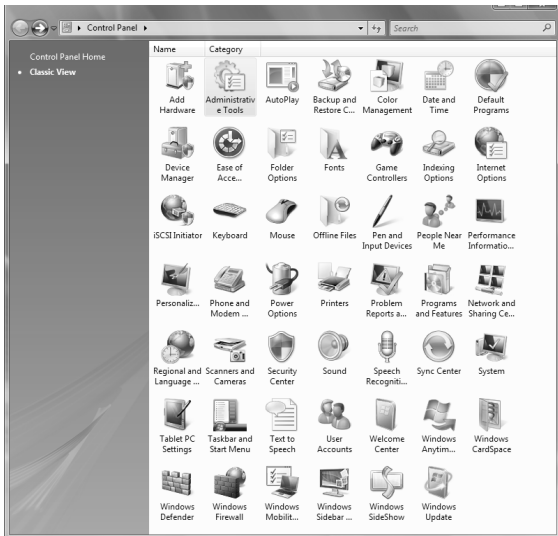 Control Panel
Search
Control Panel Home
Classic View
Name Category
Add Administrativ AutoPlay Backup and Color Date and Default
Hardware e Tools Restore C... Management Time Programs
Device Ease of Folder Fonts Game Indexing Internet
Manager Acce... Options Controllers Options Options
iSCSI Initiator Keyboard Mouse Offline Files Pen and People Near Performance
Input Devices Me Informatio...
Personaliz... Phone and Power Printers Problem Programs Network and
Modem ... Options Reports a... and Features Sharing Ce...
Regional and Scanners and Security Sound Speech Sync Center System
Language ... Cameras Center Recogniti...
Tablet PC Taskbar and Text to User Welcome Windows Windows
Settings Start Menu Speech Accounts Center Anytim... CardSpace
Windows Windows Windows Windows Windows Windows
Defender Firewall Mobilit... Sidebar ... SideShow Update